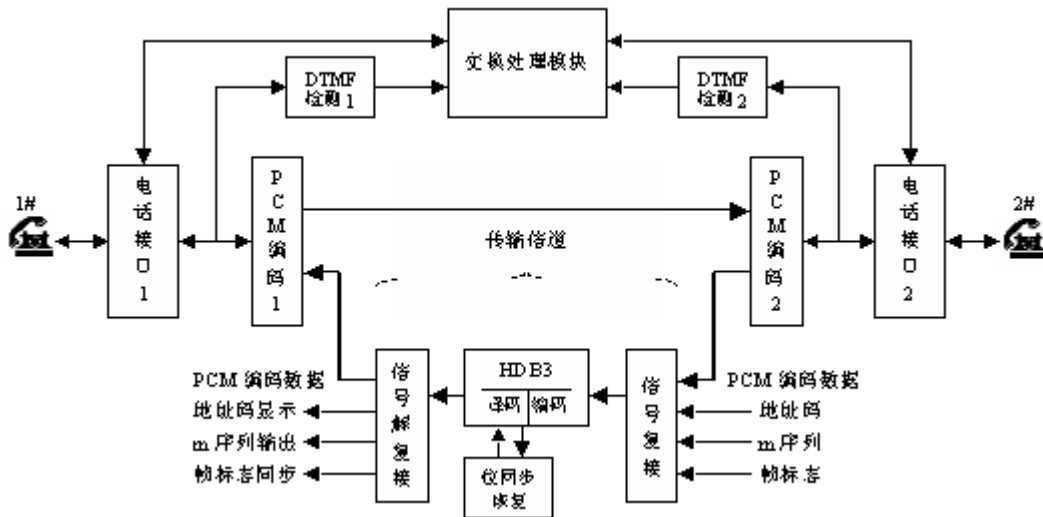 交换处理模块
DTMF
检测1
DTMF
检测2
1#
电话接口1
PCM编码1
传输信道
PCM编码2
电话接口2
2#
PCM 编码数据
地址码显示
m 序列输出
帧标志同步
信号解复接
HDB3
译码
编码
位同步
恢复
信号复接
PCM 编码数据
地址码
m 序列
帧标志